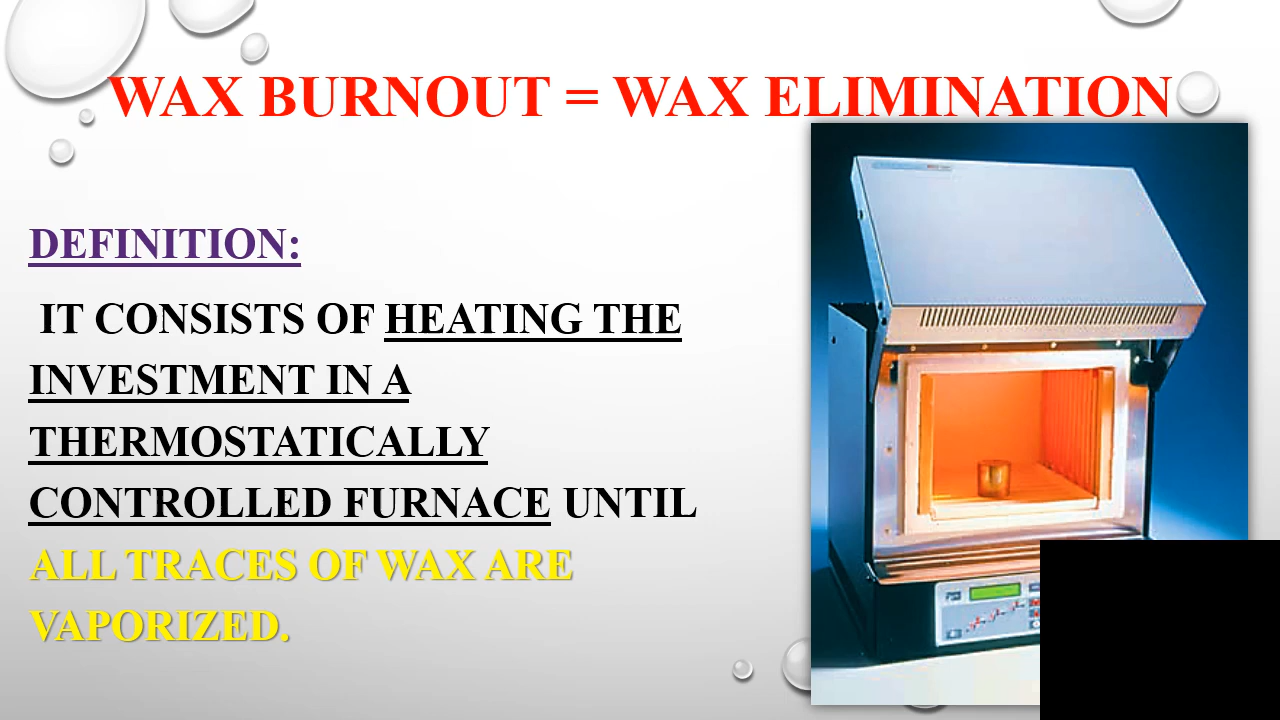 WAX BURNOUT = WAX ELIMINATION
DEFINITION:
IT CONSISTS OF HEATING THE
INVESTMENT IN A
THERMOSTATICALLY
CONTROLLED FURNACE UNTIL
ALL TRACES OF WAX ARE
VAPORIZED.